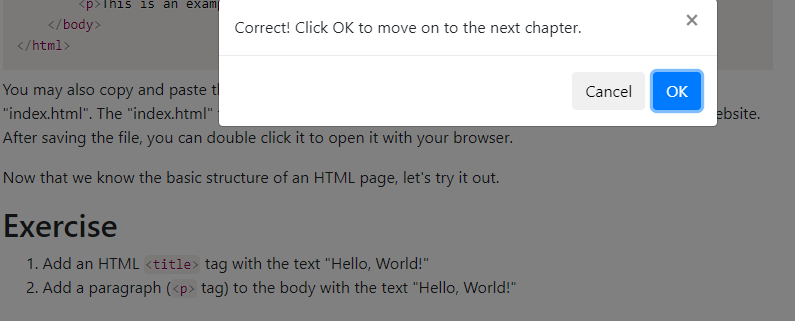 <p>This is an exam
</body>
</html>
Correct! Click OK to move on to the next chapter.
×
Cancel
OK
You may also copy and paste
"index.html". The "index.html"
ebsite.
After saving the file, you can double click it to open it with your browser.
Now that we know the basic structure of an HTML page, let's try it out.
Exercise
1. Add an HTML <title> tag with the text "Hello, World!"
2. Add a paragraph (<p> tag) to the body with the text "Hello, World!"